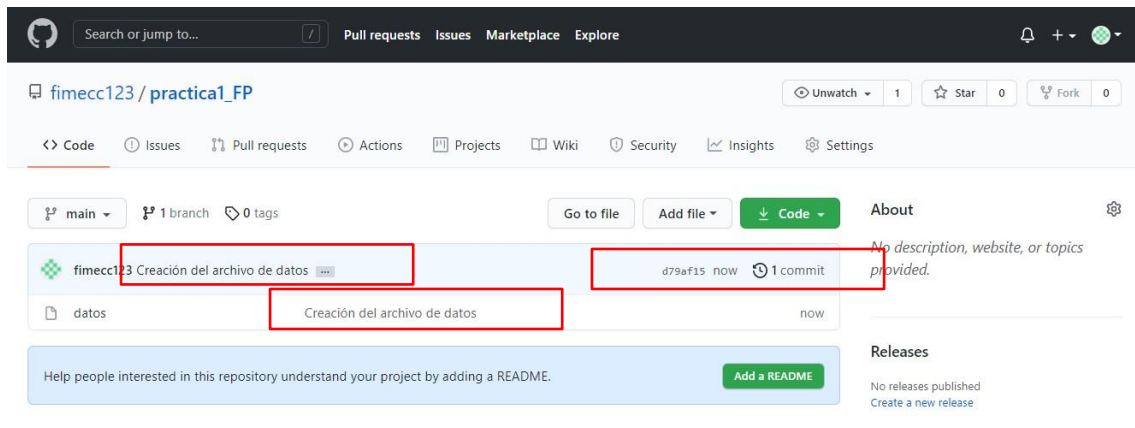 Search or jump to... / Pull requests Issues Marketplace Explore
fimecc123 / practica1_FP Unwatch 1 Star 0 Fork 0
<> Code Issues Pull requests Actions Projects Wiki Security Insights Settings
main 1 branch 0 tags Go to file Add file Code About
No description, website, or topics
provided.
fimecc123 Creación del archivo de datos ... d79af15 now 1 commit
datos Creación del archivo de datos now
Releases
Help people interested in this repository understand your project by adding a README. Add a README
No releases published
Create a new release